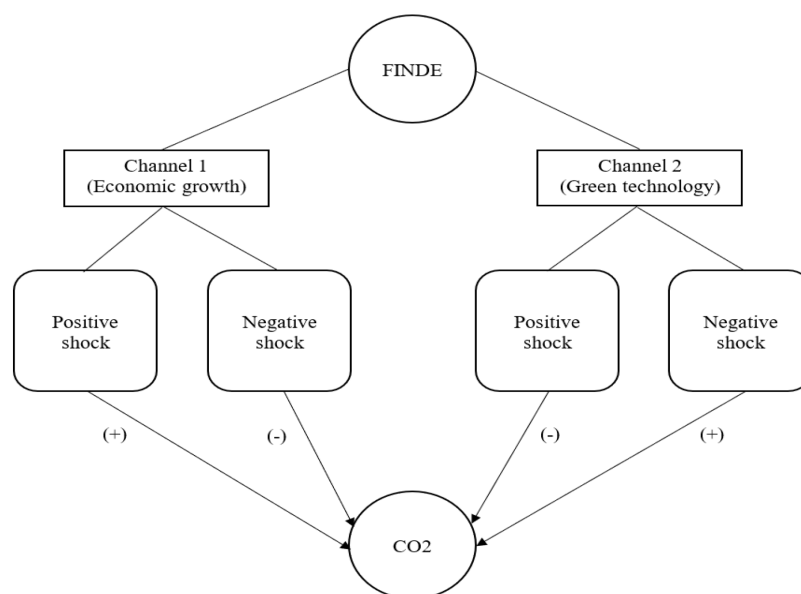 FINDE
Channel 1
(Economic growth)
Channel 2
(Green technology)
Positive
shock
Negative
shock
Positive
shock
Negative
shock
(+)
(-)
(-)
(+)
CO2